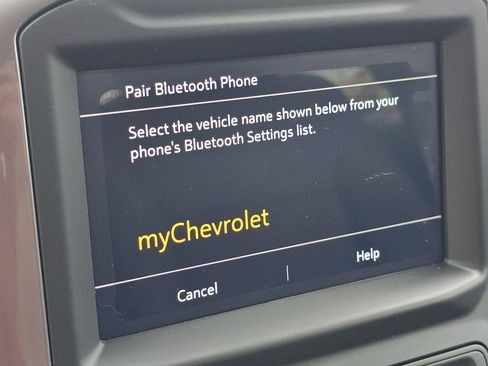 Pair Bluetooth Phone
Select the vehicle name shown below from your
phone's Bluetooth Settings list.
myChevrolet
Cancel
Help